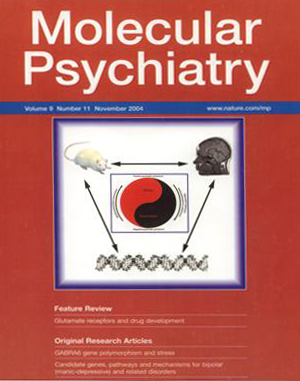 Molecular
Psychiatry
Volume 9 Number 11 November 2004
www.nature.com/mp
Feature Review
Glutamate receptors and drug development
Original Research Articles
GABRA6 gene polymorphism and stress
Candidate genes, pathways and mechanisms for bipolar
(manic-depressive) and related disorders